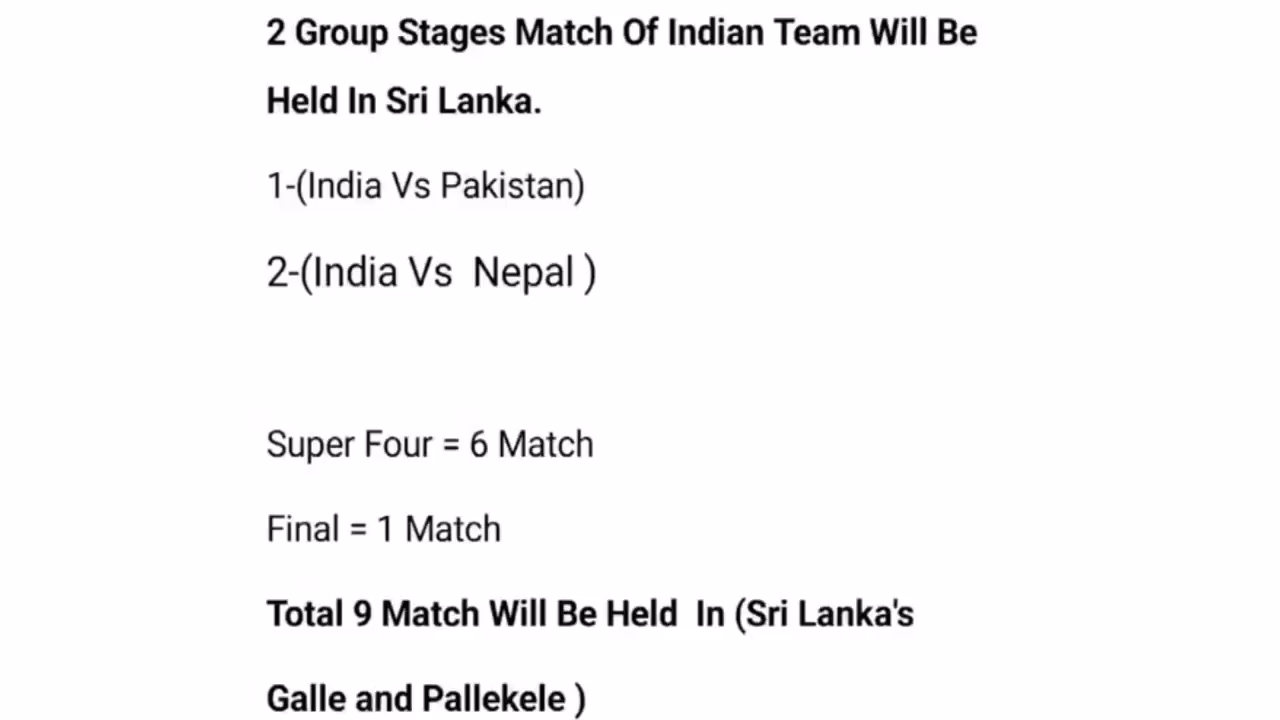 2 Group Stages Match Of Indian Team Will Be
Held In Sri Lanka.
1-(India Vs Pakistan)
2-(India Vs  Nepal )
Super Four = 6 Match
Final = 1 Match
Total 9 Match Will Be Held  In (Sri Lanka's
Galle and Pallekele )